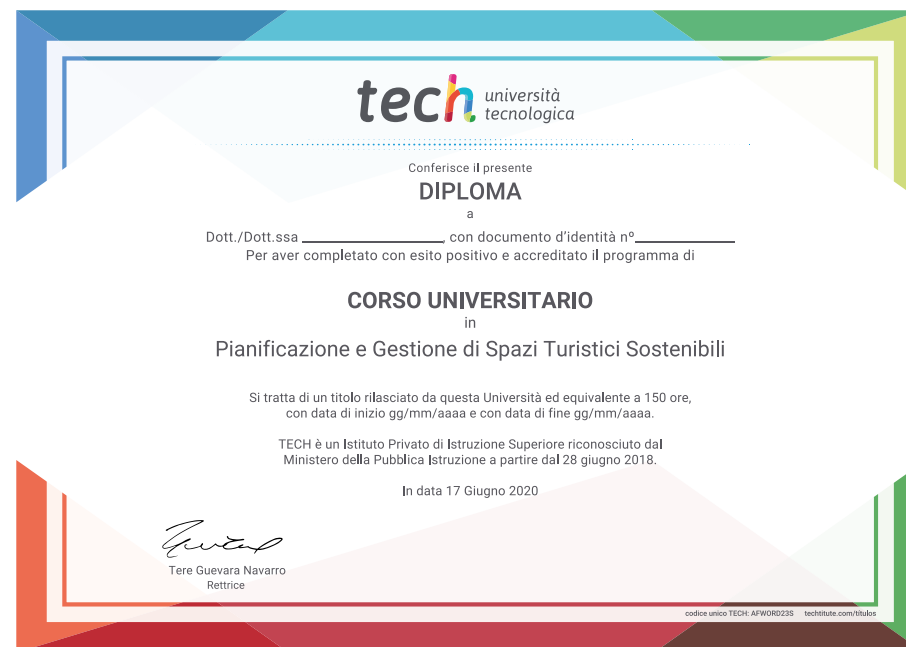 tech università
tecnologica
Conferisce il presente
DIPLOMA
a
Dott./Dott.ssa ____________, con documento d'identità nº____________
Per aver completato con esito positivo e accreditato il programma di
CORSO UNIVERSITARIO
in
Pianificazione e Gestione di Spazi Turistici Sostenibili
Si tratta di un titolo rilasciato da questa Università ed equivalente a 150 ore,
con data di inizio gg/mm/aaaa e con data di fine gg/mm/aaaa.
TECH è un Istituto Privato di Istruzione Superiore riconosciuto dal
Ministero della Pubblica Istruzione a partire dal 28 giugno 2018.
In data 17 Giugno 2020
Tere Guevara Navarro
Rettrice
codice unico TECH: AFWORD23S techtitute.com/titulos